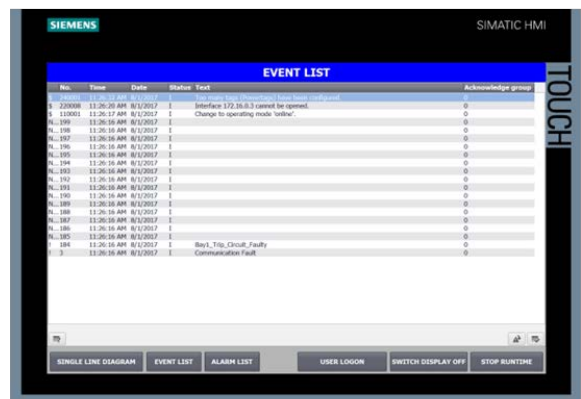 SIEMENS
SIMATIC HMI
TOUCH
EVENT LIST
No. Time Date Status Text Acknowledge group
$ 240001 11:26:22 AM 8/1/2017 I Too many tags (PowerTags) have been configured. 0
$ 220008 11:26:20 AM 8/1/2017 I Interface 172.16.0.3 cannot be opened. 0
$ 110001 11:26:17 AM 8/1/2017 I Change to operating mode 'online'. 0
N... 199 11:26:16 AM 8/1/2017 I 0
N... 198 11:26:16 AM 8/1/2017 I 0
N... 197 11:26:16 AM 8/1/2017 I 0
N... 196 11:26:16 AM 8/1/2017 I 0
N... 195 11:26:16 AM 8/1/2017 I 0
N... 194 11:26:16 AM 8/1/2017 I 0
N... 193 11:26:16 AM 8/1/2017 I 0
N... 192 11:26:16 AM 8/1/2017 I 0
N... 191 11:26:16 AM 8/1/2017 I 0
N... 190 11:26:16 AM 8/1/2017 I 0
N... 189 11:26:16 AM 8/1/2017 I 0
N... 188 11:26:16 AM 8/1/2017 I 0
N... 187 11:26:16 AM 8/1/2017 I 0
N... 186 11:26:16 AM 8/1/2017 I 0
N... 185 11:26:16 AM 8/1/2017 I 0
! 184 11:26:16 AM 8/1/2017 I Bay1_Trip_Circuit_Faulty 0
! 3 11:26:16 AM 8/1/2017 I Communication Fault 0
SINGLE LINE DIAGRAM EVENT LIST ALARM LIST USER LOGON SWITCH DISPLAY OFF STOP RUNTIME